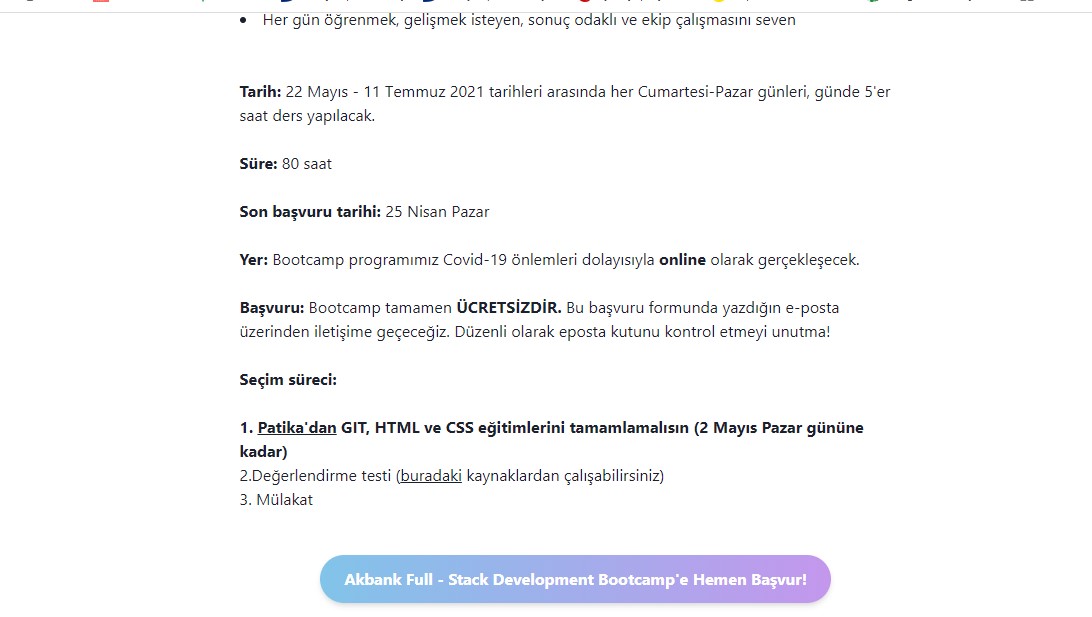 • Her gün öğrenmek, gelişmek isteyen, sonuç odaklı ve ekip çalışmasını seven
Tarih: 22 Mayıs - 11 Temmuz 2021 tarihleri arasında her Cumartesi-Pazar günleri, günde 5'er
saat ders yapılacak.
Süre: 80 saat
Son başvuru tarihi: 25 Nisan Pazar
Yer: Bootcamp programımız Covid-19 önlemleri dolayısıyla online olarak gerçekleşecek.
Başvuru: Bootcamp tamamen ÜCRETSİZDİR. Bu başvuru formunda yazdığın e-posta
üzerinden iletişime geçeceğiz. Düzenli olarak eposta kutunu kontrol etmeyi unutma!
Seçim süreci:
1. Patika'dan GIT, HTML ve CSS eğitimlerini tamamlamalısın (2 Mayıs Pazar gününe
kadar)
2.Değerlendirme testi (buradaki kaynaklardan çalışabilirsiniz)
3. Mülakat
Akbank Full - Stack Development Bootcamp'e Hemen Başvur!